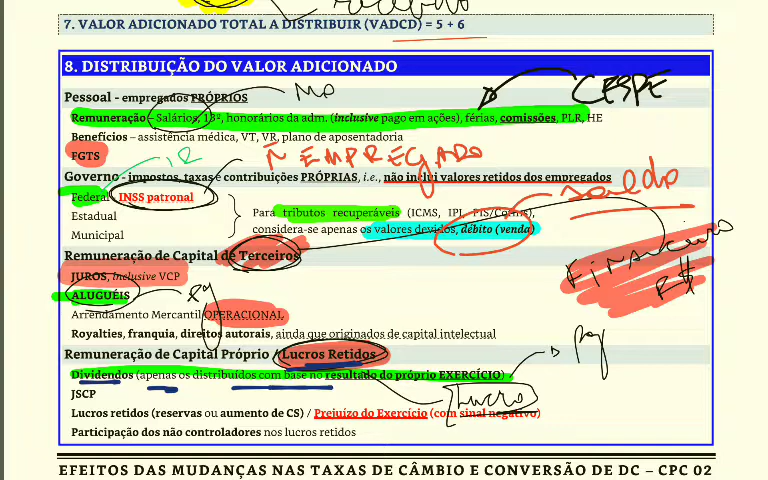 7. VALOR ADICIONADO TOTAL A DISTRIBUIR (VADCD) = 5 + 6
8. DISTRIBUIÇÃO DO VALOR ADICIONADO
Pessoal - empregados PRÓPRIOS
CESPE
Remuneração – Salários, 13º, honorários da adm. (inclusive pago em ações), férias, comissões, PLR, HE
Benefícios – assistência médica, VT, VR, plano de aposentadoria
FGTS
IR
Ñ EMPREGADO
Governo - impostos, taxas e contribuições PRÓPRIAS, i.e., não inclui valores retidos dos empregados
Federal INSS patronal
Estadual
Municipal
Para tributos recuperáveis (ICMS, IPI, PIS/Cofins),
considera-se apenas os valores devidos, débito (venda)
Remuneração de Capital de Terceiros
Financeiro
JUROS, inclusive VCP
ALUGUÉIS
Arrendamento Mercantil OPERACIONAL
Royalties, franquia, direitos autorais, ainda que originados de capital intelectual
Remuneração de Capital Próprio / Lucros Retidos
Dividendos (apenas os distribuídos com base no resultado do próprio EXERCÍCIO)
JSCP
Lucro
Lucros retidos (reservas ou aumento de CS) / Prejuízo do Exercício (com sinal negativo)
Participação dos não controladores nos lucros retidos
EFEITOS DAS MUDANÇAS NAS TAXAS DE CÂMBIO E CONVERSÃO DE DC – CPC 02